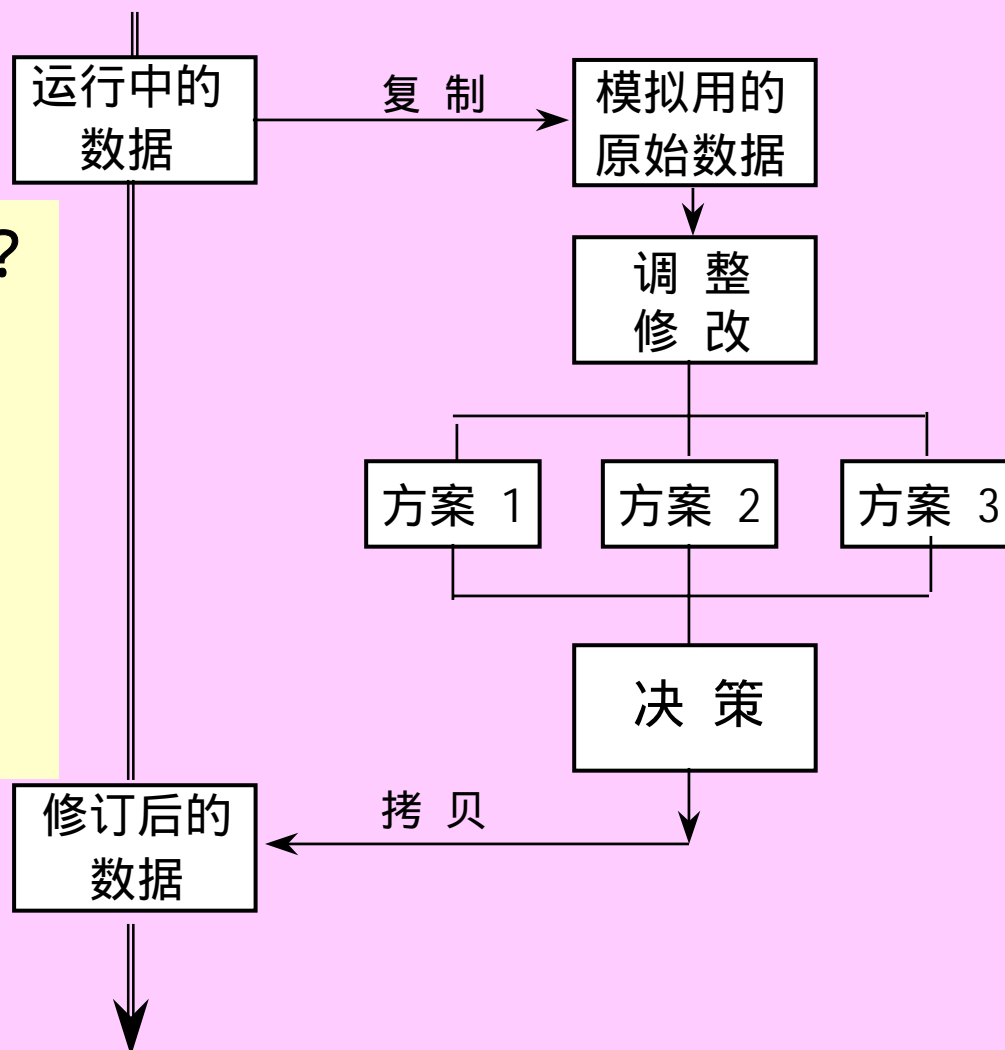 运行中的
数据
复 制
模拟用的
原始数据
?
调 整
修 改
方案 1
方案 2
方案 3
决 策
拷 贝
修订后的
数据